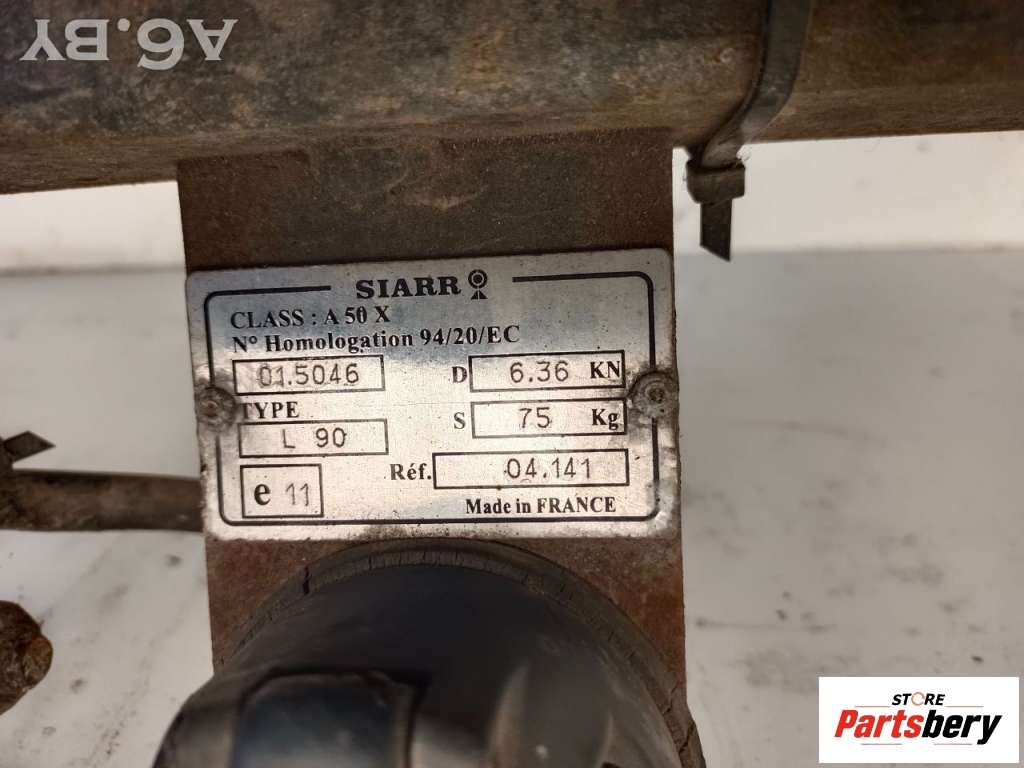 A6.BY
SIARR
CLASS : A 50 X
N° Homologation 94/20/EC
01.5046 D 6.36 KN
TYPE S 75 Kg
L 90
Réf. 04.141
e 11
Made in FRANCE
STORE
Partsbery